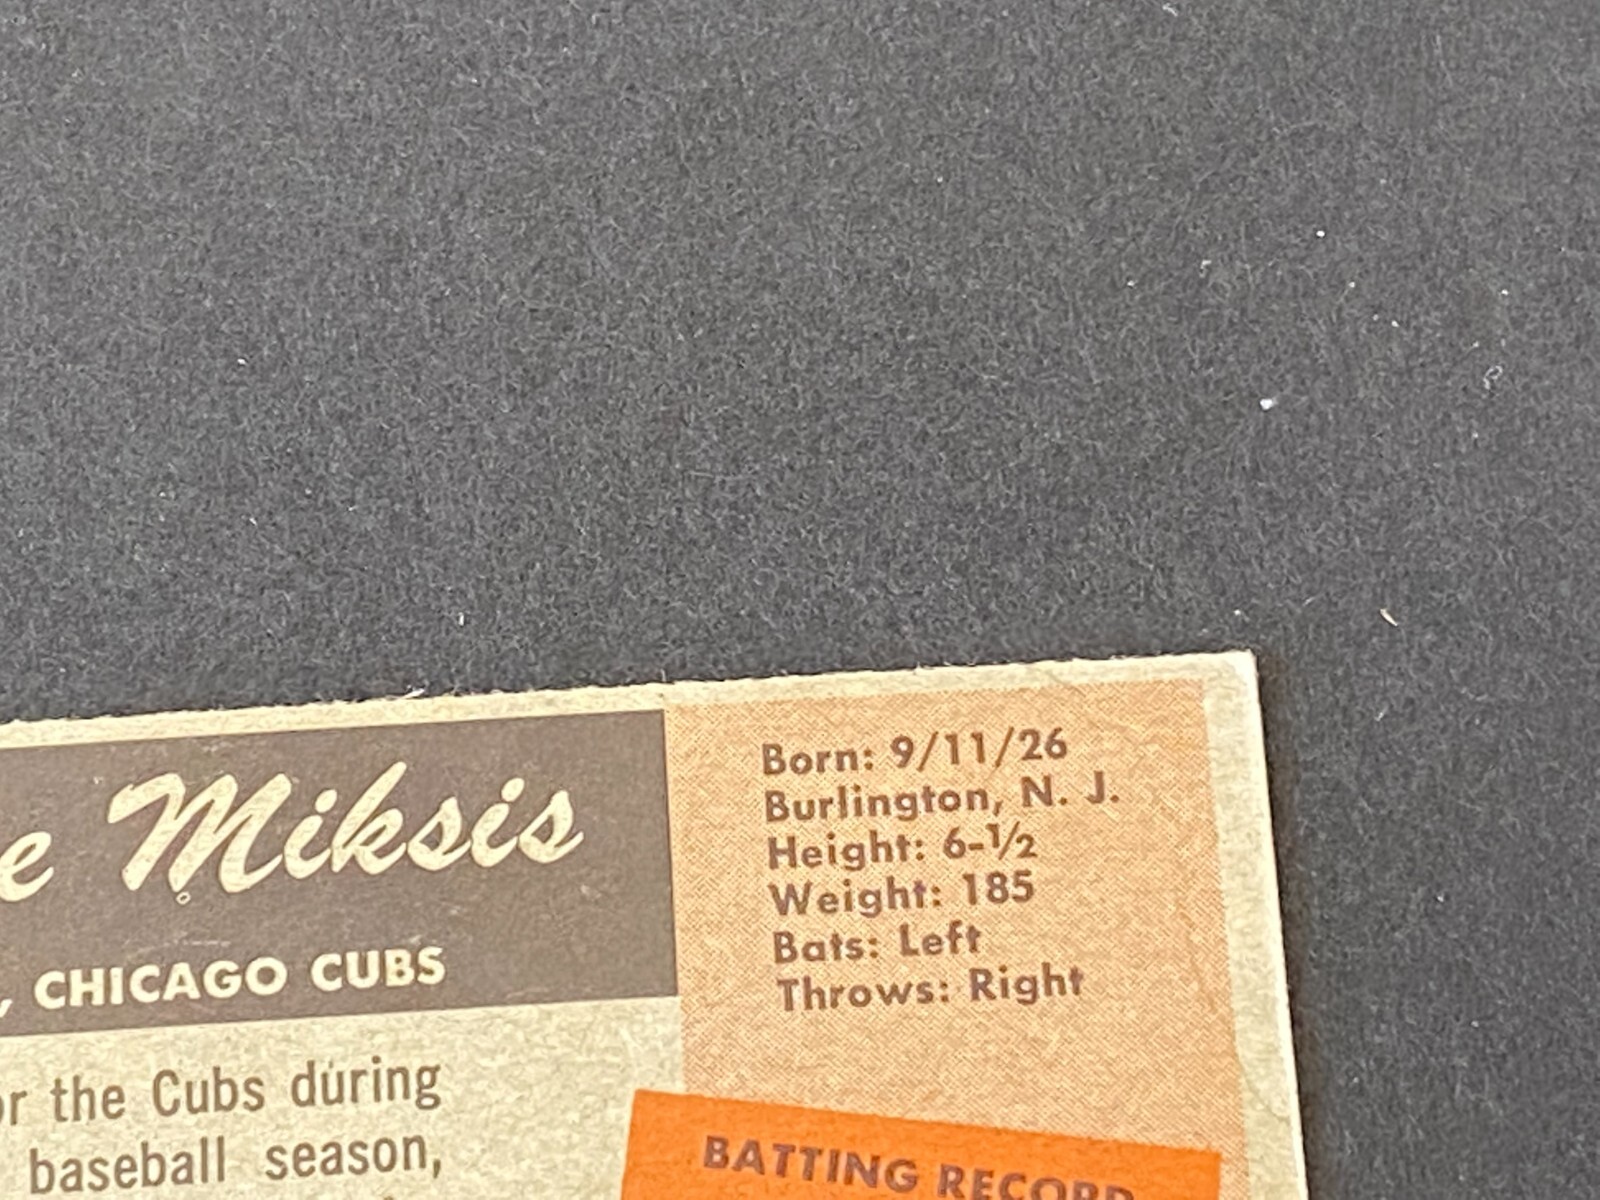 e Miksis
, CHICAGO CUBS
Born: 9/11/26
Burlington, N. J.
Height: 6-½
Weight: 185
Bats: Left
Throws: Right
or the Cubs during
baseball season,
BATTING RECORD